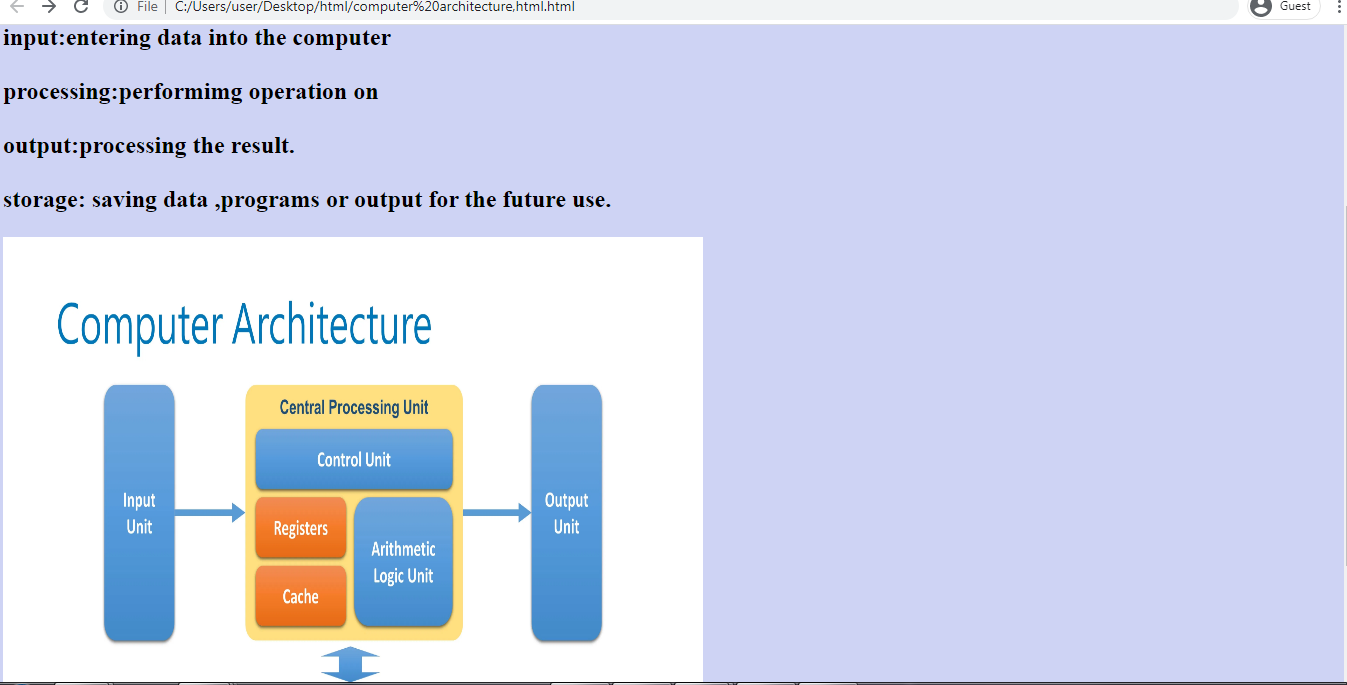 File | C:/Users/user/Desktop/html/computer%20architecture,html.html
Guest
input:entering data into the computer
processing:performimg operation on
output:processing the result.
storage: saving data ,programs or output for the future use.
Computer Architecture
Central Processing Unit
Control Unit
Input
Unit
Registers
Arithmetic
Logic Unit
Cache
Output
Unit